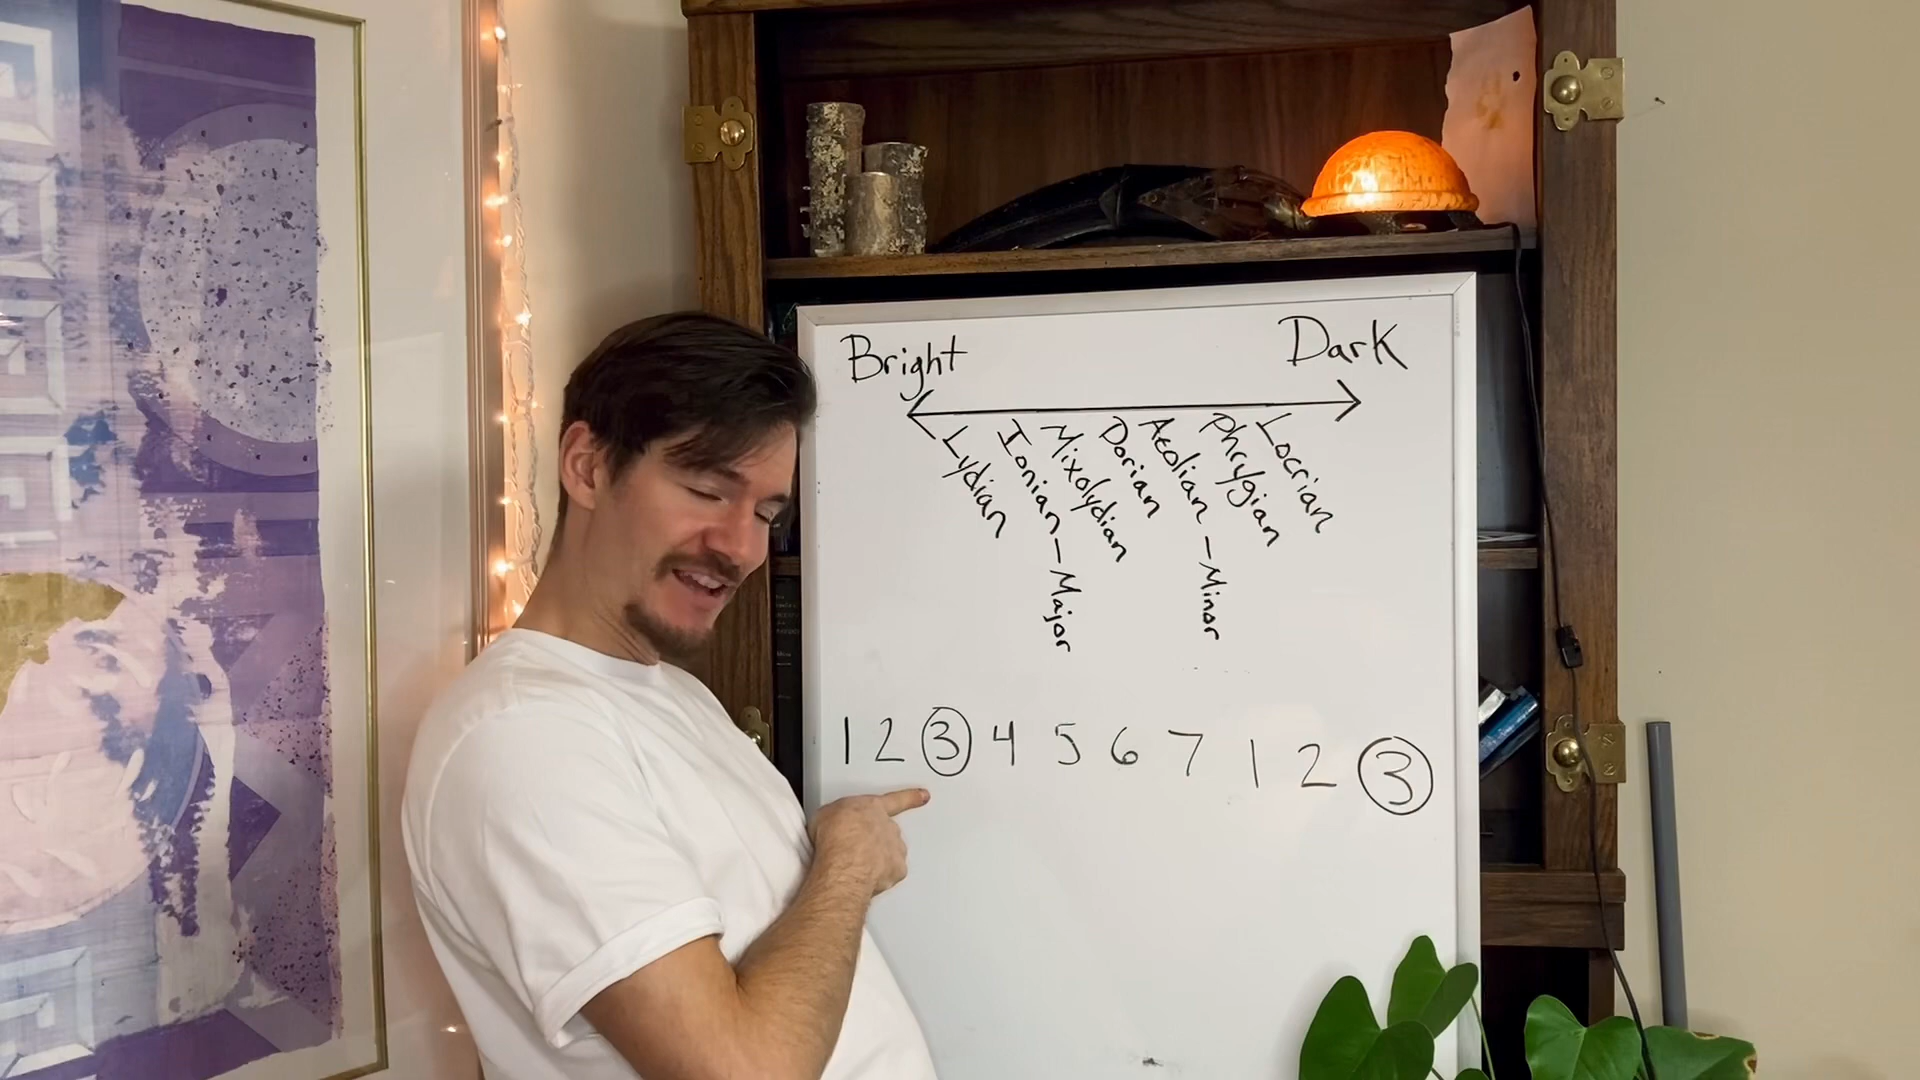 Bright Dark
Lydian
Ionian - Major
Mixolydian
Dorian
Aeolian - Minor
Phrygian
Locrian
1 2 3 4 5 6 7 1 2 3